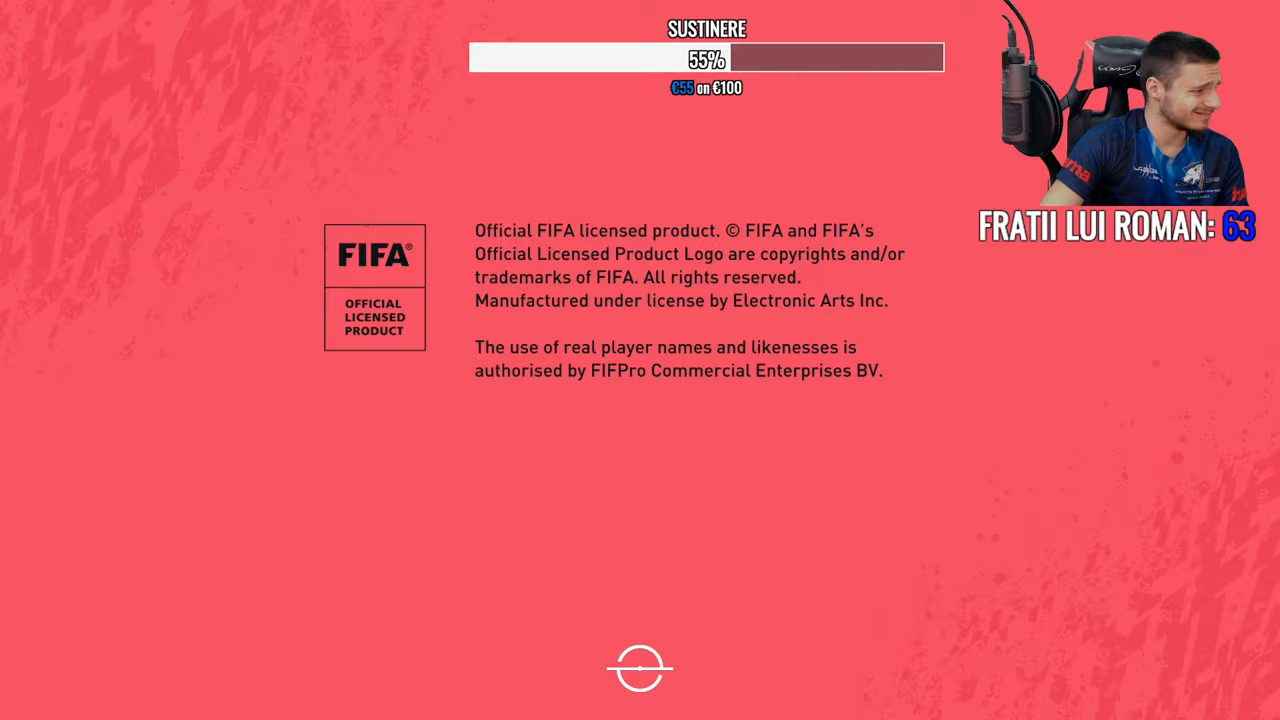 SUSTINERE
55%
€55 on €100
FRATII LUI ROMAN: 63
FIFA®
OFFICIAL
LICENSED
PRODUCT
Official FIFA licensed product. © FIFA and FIFA's
Official Licensed Product Logo are copyrights and/or
trademarks of FIFA. All rights reserved.
Manufactured under license by Electronic Arts Inc.
The use of real player names and likenesses is
authorised by FIFPro Commercial Enterprises BV.